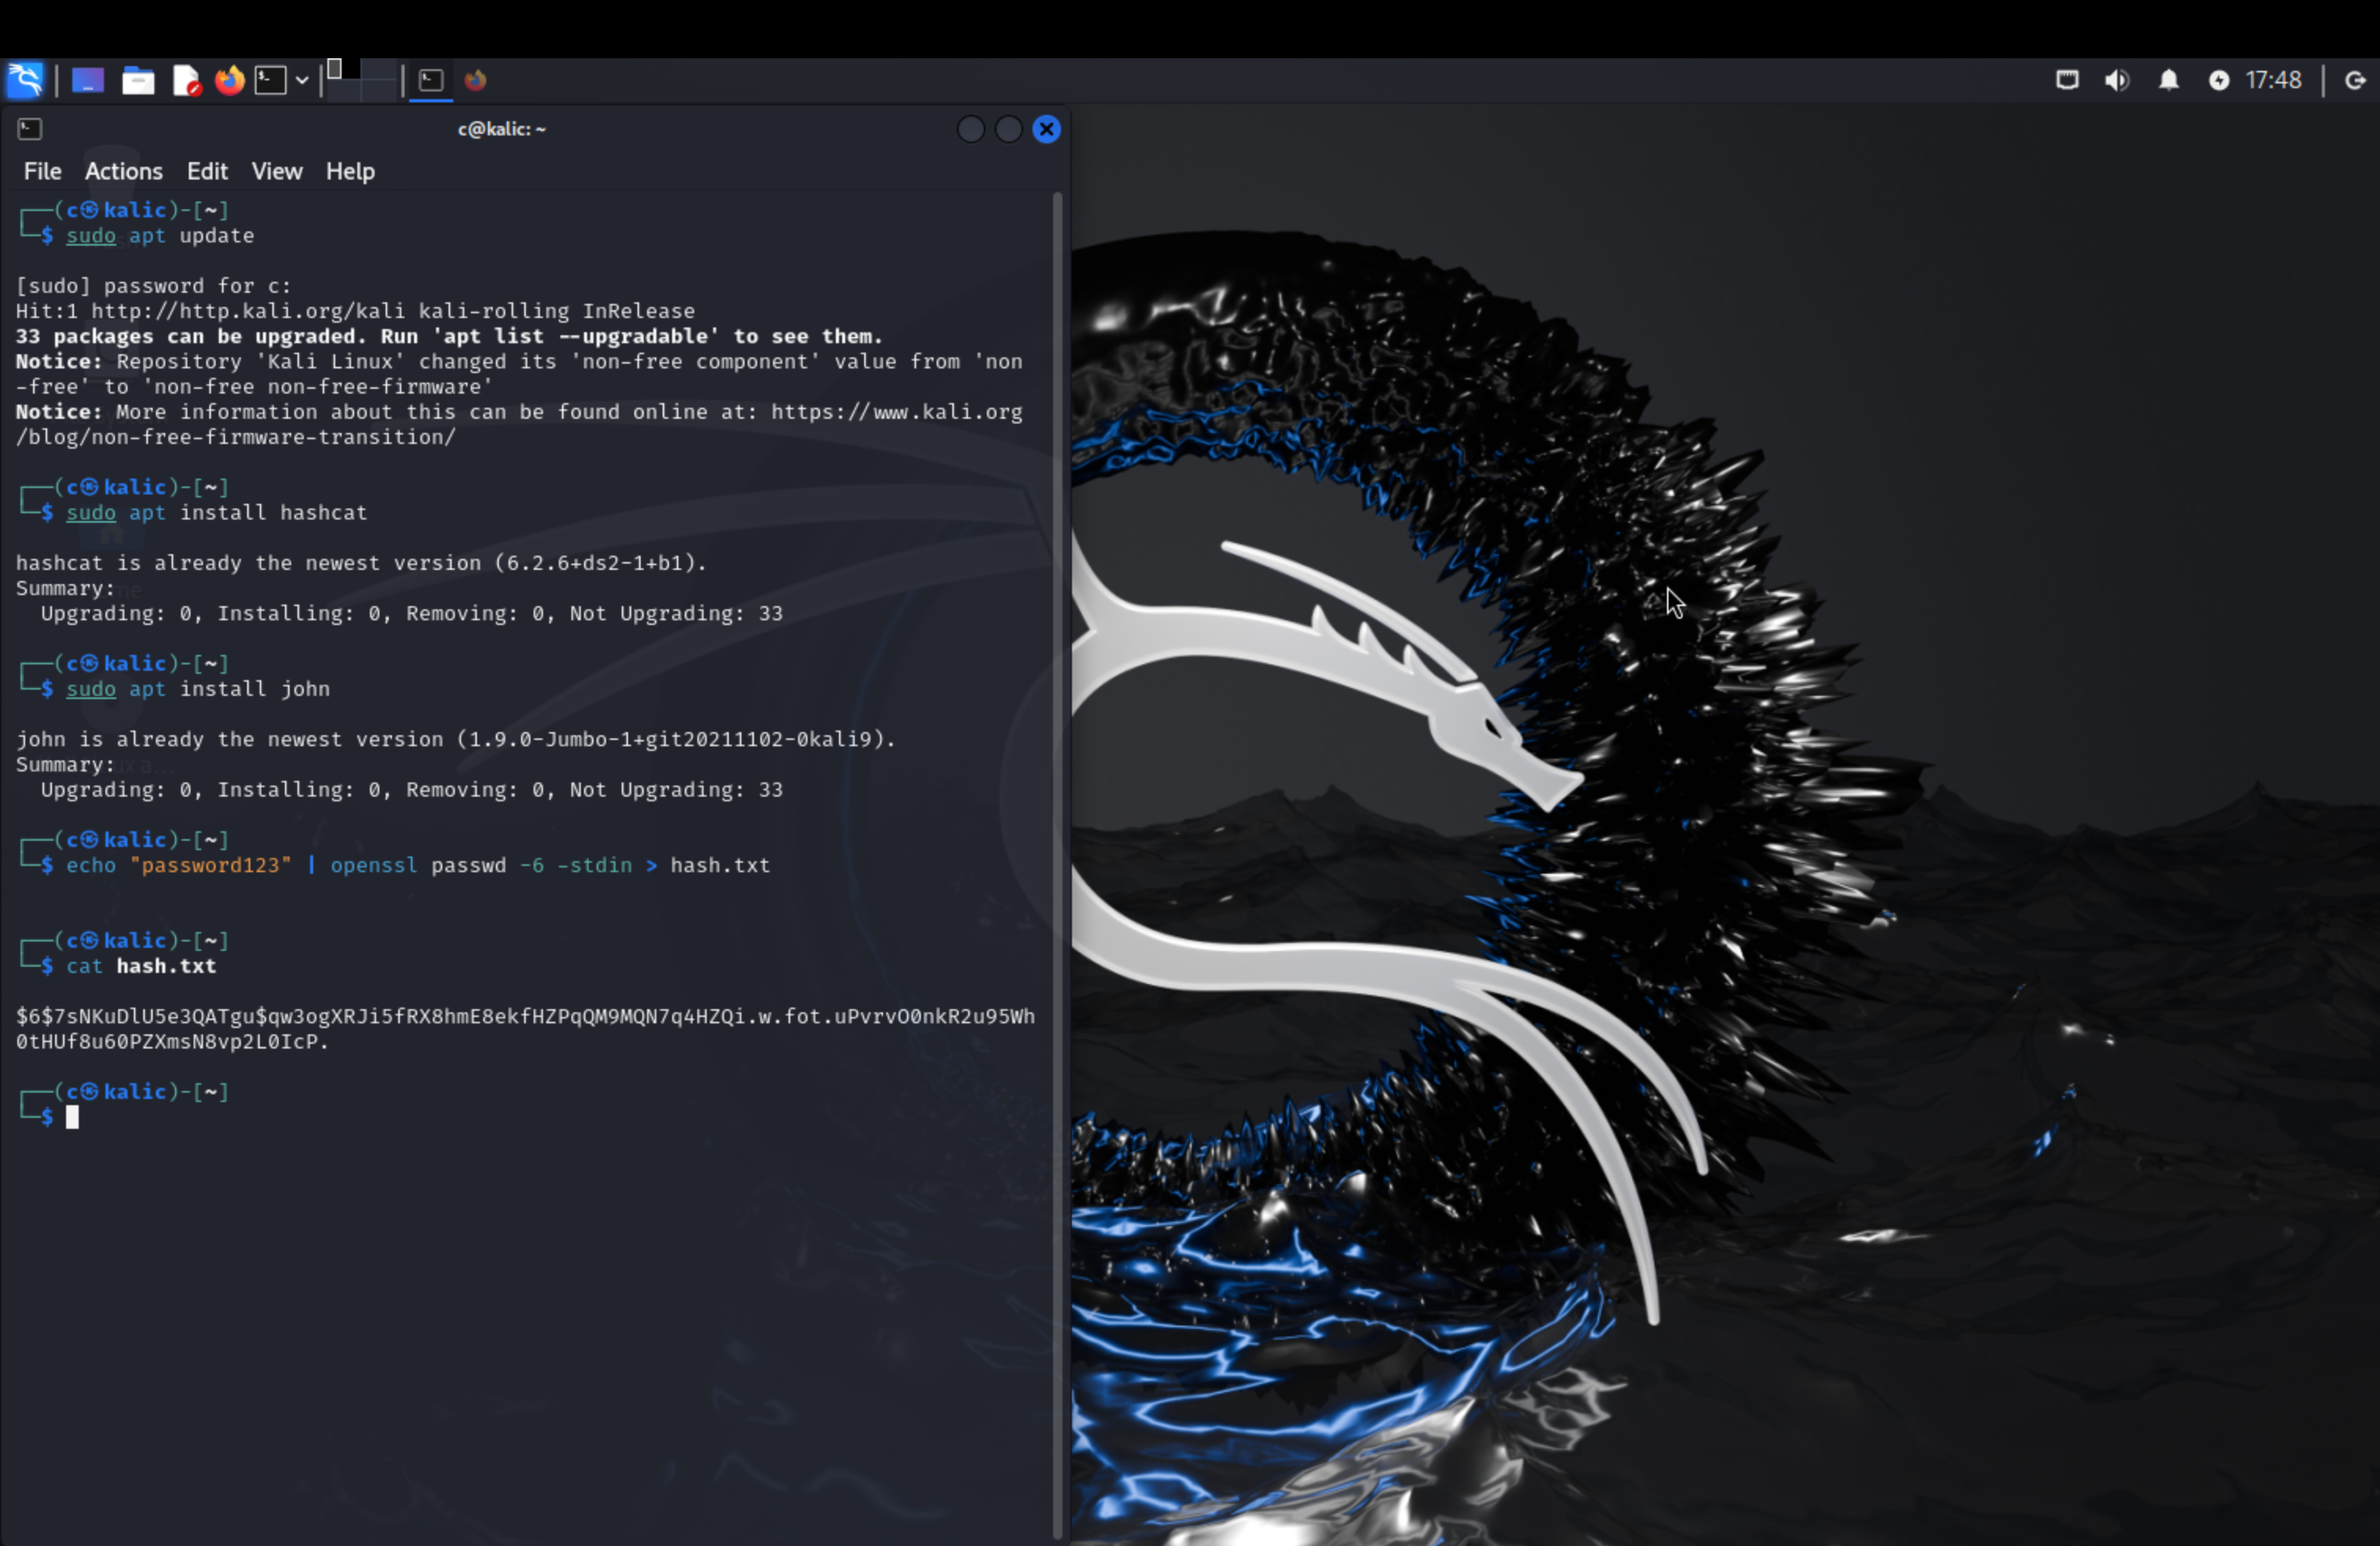 17:48
c@kalic: ~
File Actions Edit View Help
┌──(c㉿kalic)-[~]
└─$ sudo apt update
[sudo] password for c:
Hit:1 http://http.kali.org/kali kali-rolling InRelease
33 packages can be upgraded. Run 'apt list --upgradable' to see them.
Notice: Repository 'Kali Linux' changed its 'non-free component' value from 'non
-free' to 'non-free non-free-firmware'
Notice: More information about this can be found online at: https://www.kali.org
/blog/non-free-firmware-transition/
┌──(c㉿kalic)-[~]
└─$ sudo apt install hashcat
hashcat is already the newest version (6.2.6+ds2-1+b1).
Summary:
  Upgrading: 0, Installing: 0, Removing: 0, Not Upgrading: 33
┌──(c㉿kalic)-[~]
└─$ sudo apt install john
john is already the newest version (1.9.0-Jumbo-1+git20211102-0kali9).
Summary:
  Upgrading: 0, Installing: 0, Removing: 0, Not Upgrading: 33
┌──(c㉿kalic)-[~]
└─$ echo "password123" | openssl passwd -6 -stdin > hash.txt
┌──(c㉿kalic)-[~]
└─$ cat hash.txt
$6$7sNKuDlU5e3QATgu$qw3ogXRJi5fRX8hmE8ekfHZPqQM9MQN7q4HZQi.w.fot.uPvrvO0nkR2u95Wh
0tHUf8u60PZXmsN8vp2L0IcP.
┌──(c㉿kalic)-[~]
└─$